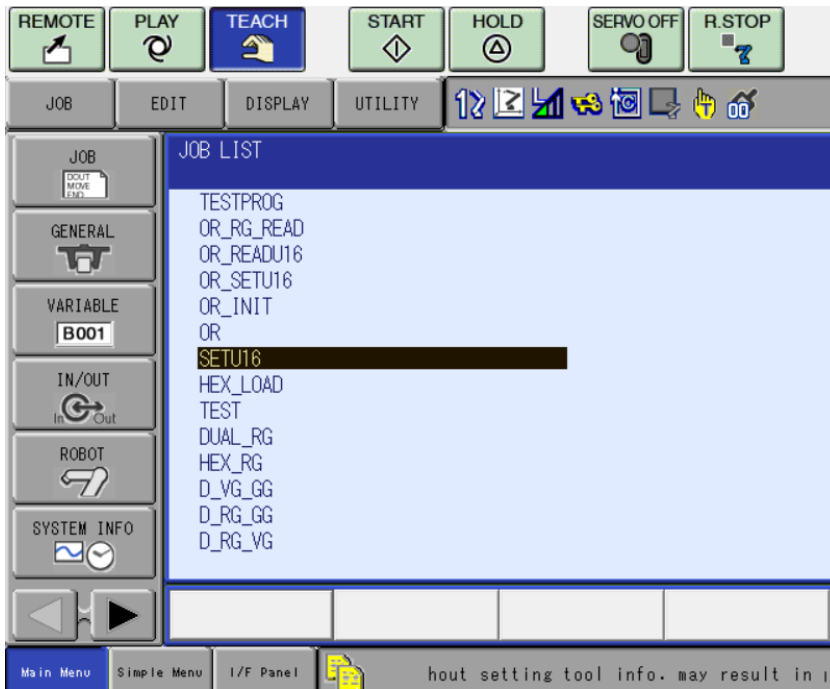 REMOTE PLAY TEACH START HOLD SERVO OFF R.STOP
JOB EDIT DISPLAY UTILITY
JOB
DOUT
MOVE
END
GENERAL
VARIABLE
B001
IN/OUT
In Out
ROBOT
SYSTEM INFO
JOB LIST
TESTPROG
OR_RG_READ
OR_READU16
OR_SETU16
OR_INIT
OR
SETU16
HEX_LOAD
TEST
DUAL_RG
HEX_RG
D_VG_GG
D_RG_GG
D_RG_VG
Main Menu Simple Menu I/F Panel hout setting tool info. may result in